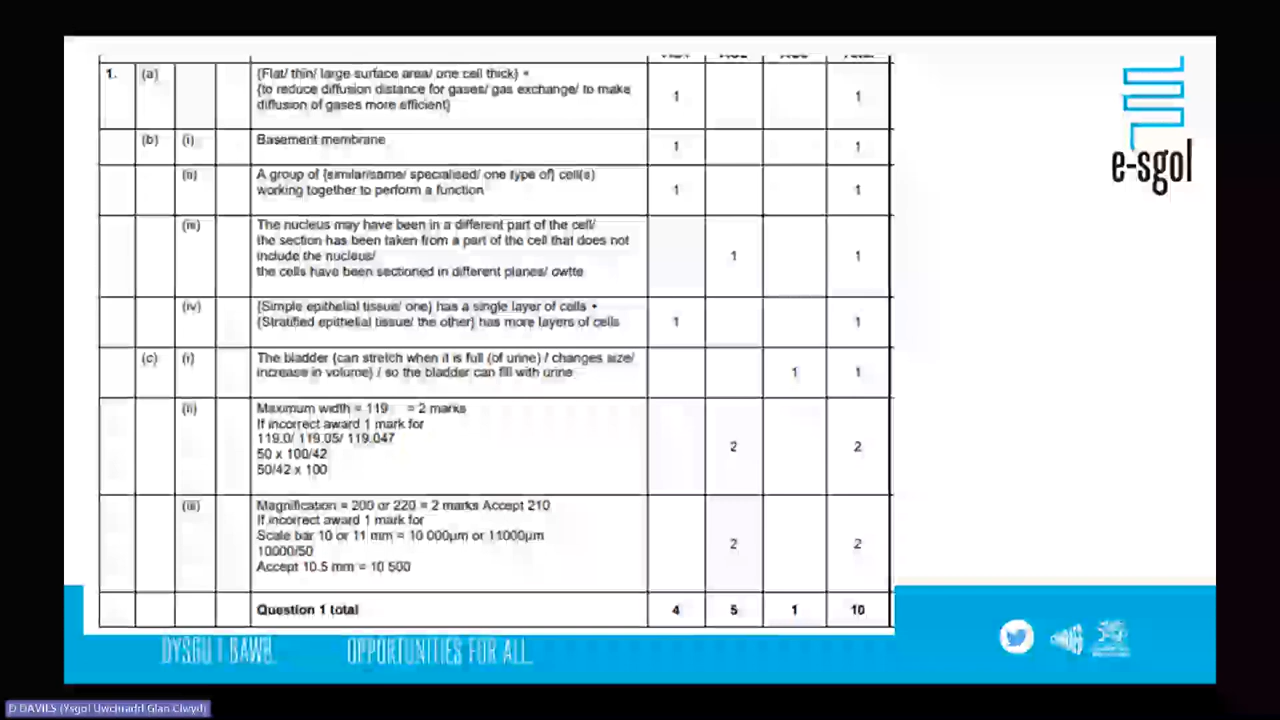 1. (a) {Flat/ thin/ large surface area/ one cell thick} +
{to reduce diffusion distance for gases/ gas exchange/ to make
diffusion of gases more efficient}
1 1
(b) (i) Basement membrane 1 1
(ii) A group of {similar/same/ specialised/ one type of} cell(s)
working together to perform a function 1 1
(iii) The nucleus may have been in a different part of the cell/
the section has been taken from a part of the cell that does not
include the nucleus/
the cells have been sectioned in different planes/ owtte
1 1
(iv) {Simple epithelial tissue/ one} has a single layer of cells +
{Stratified epithelial tissue/ the other} has more layers of cells 1 1
(c) (i) The bladder {can stretch when it is full (of urine) / changes size/
increase in volume} / so the bladder can fill with urine 1 1
(ii) Maximum width = 119 = 2 marks
If incorrect award 1 mark for
119.0/ 119.05/ 119.047
50 x 100/42
50/42 x 100
2 2
(iii) Magnification = 200 or 220 = 2 marks Accept 210
If incorrect award 1 mark for
Scale bar 10 or 11 mm = 10 000µm or 11000µm
10000/50
Accept 10.5 mm = 10 500
2 2
Question 1 total 4 5 1 10
e-sgol
DYSGU I BAWB
OPPORTUNITIES FOR ALL
D DAVILS (Ysgol Uwchradd Glan Clwyd)